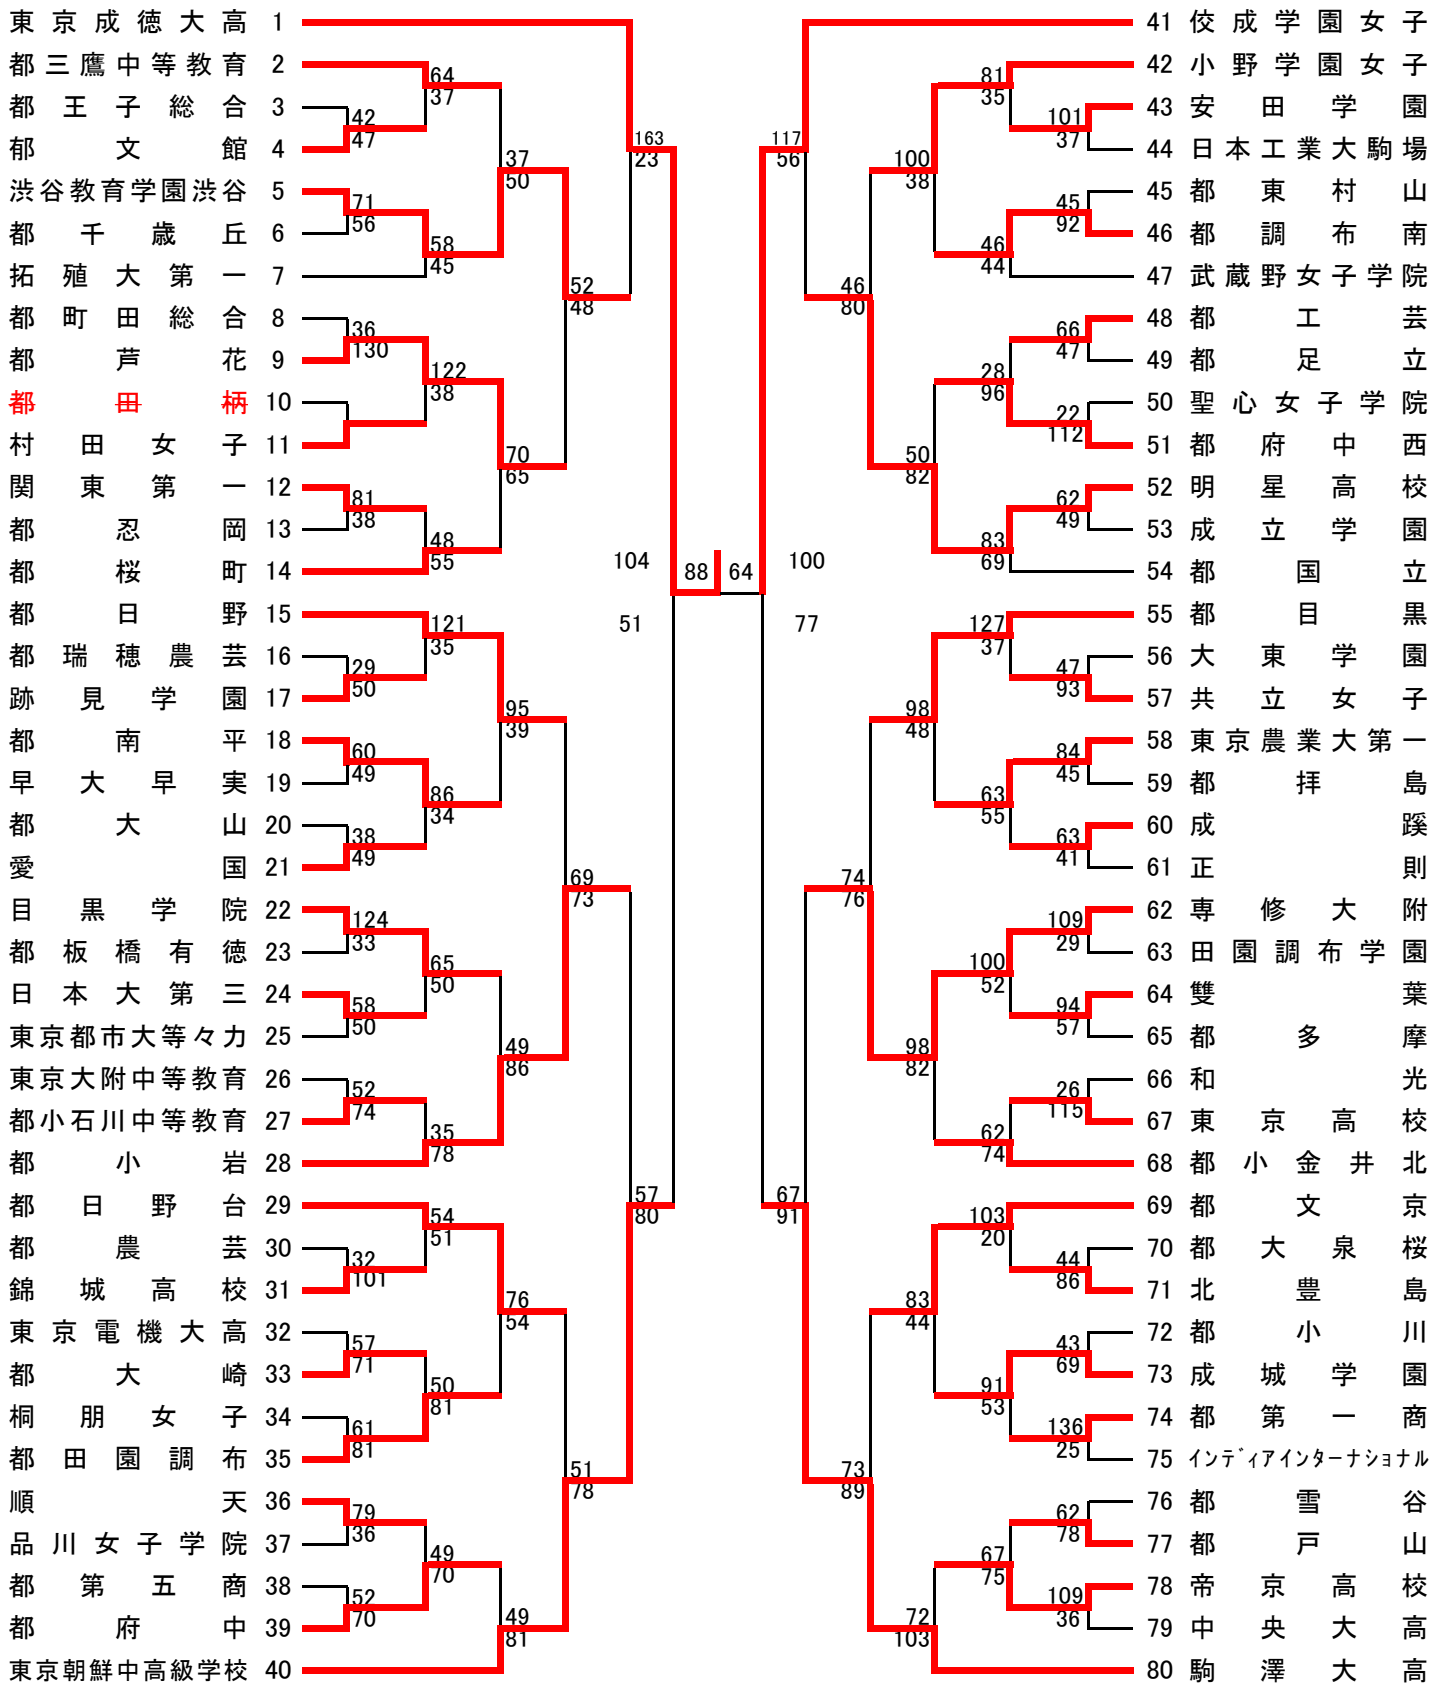 東京成徳大高 1
都三鷹中等教育 2
都王子総合 3
郁文館 4
渋谷教育学園渋谷 5
都千歳丘 6
拓殖大第一 7
都町田総合 8
都芦花 9
都田柄 10
村田女子 11
関東第一 12
都忍岡 13
都桜町 14
都日野 15
都瑞穂農芸 16
跡見学園 17
都南平 18
早大早実 19
都大山 20
愛国 21
目黒学院 22
都板橋有徳 23
日本大第三 24
東京都市大等々力 25
東京大附中等教育 26
都小石川中等教育 27
都小岩 28
都日野台 29
都農芸 30
錦城高校 31
東京電機大高 32
都大崎 33
桐朋女子 34
都田園調布 35
順天 36
品川女子学院 37
都第五商 38
都府中 39
東京朝鮮中高級学校 40
42
47
71
56
36
130
81
38
29
50
60
49
38
49
124
33
58
50
52
74
32
101
57
71
61
81
79
36
52
70
64
37
58
45
122
38
48
55
121
35
86
34
65
50
35
78
54
51
50
81
49
70
37
50
70
65
95
39
49
86
76
54
49
81
52
48
69
73
51
78
163
23
57
80
104
51
88 64
100
77
117
56
67
91
46
80
74
76
73
89
100
38
50
82
98
48
98
82
83
44
72
103
81
35
46
44
28
96
83
69
127
37
63
55
100
52
62
74
103
20
91
53
67
75
101
37
45
92
66
47
22
112
62
49
47
93
84
45
63
41
109
29
94
57
26
115
44
86
43
69
136
25
62
78
109
36
41 佼成学園女子
42 小野学園女子
43 安田学園
44 日本工業大駒場
45 都東村山
46 都調布南
47 武蔵野女子学院
48 都工芸
49 都足立
50 聖心女子学院
51 都府中西
52 明星高校
53 成立学園
54 都国立
55 都目黒
56 大東学園
57 共立女子
58 東京農業大第一
59 都拝島
60 成蹊
61 正則
62 専修大附
63 田園調布学園
64 雙葉
65 都多摩
66 和光
67 東京高校
68 都小金井北
69 都文京
70 都大泉桜
71 北豊島
72 都小川
73 成城学園
74 都第一商
75 インディアインターナショナル
76 都雪谷
77 都戸山
78 帝京高校
79 中央大高
80 駒澤大高